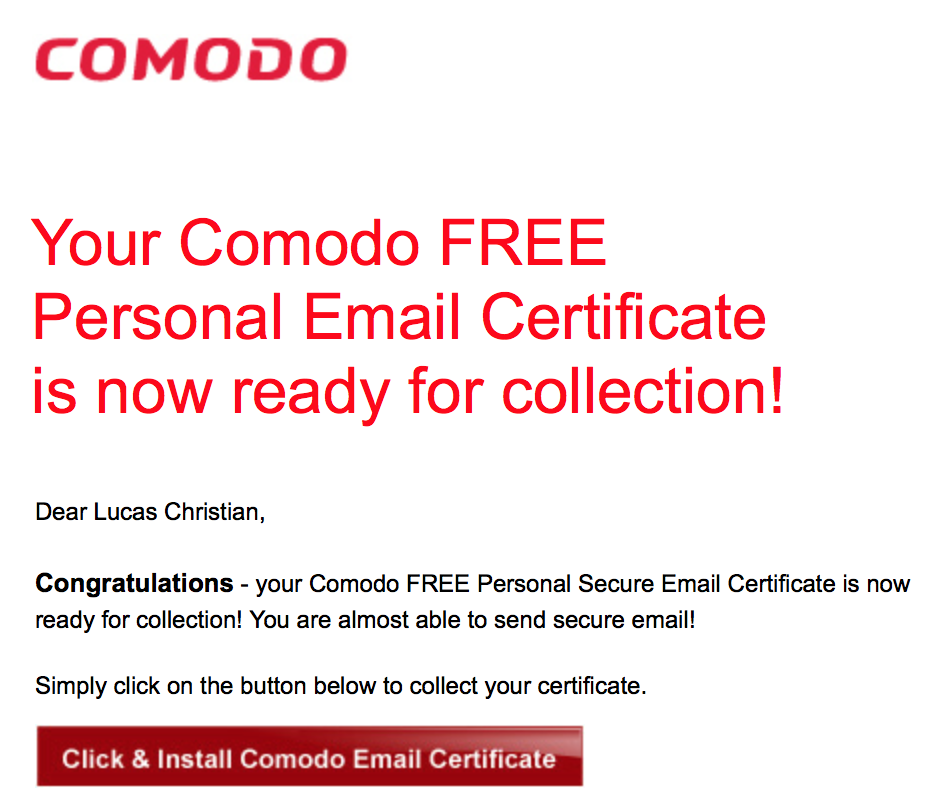 COMODO
Your Comodo FREE
Personal Email Certificate
is now ready for collection!
Dear Lucas Christian,
Congratulations - your Comodo FREE Personal Secure Email Certificate is now
ready for collection! You are almost able to send secure email!
Simply click on the button below to collect your certificate.
Click & Install Comodo Email Certificate